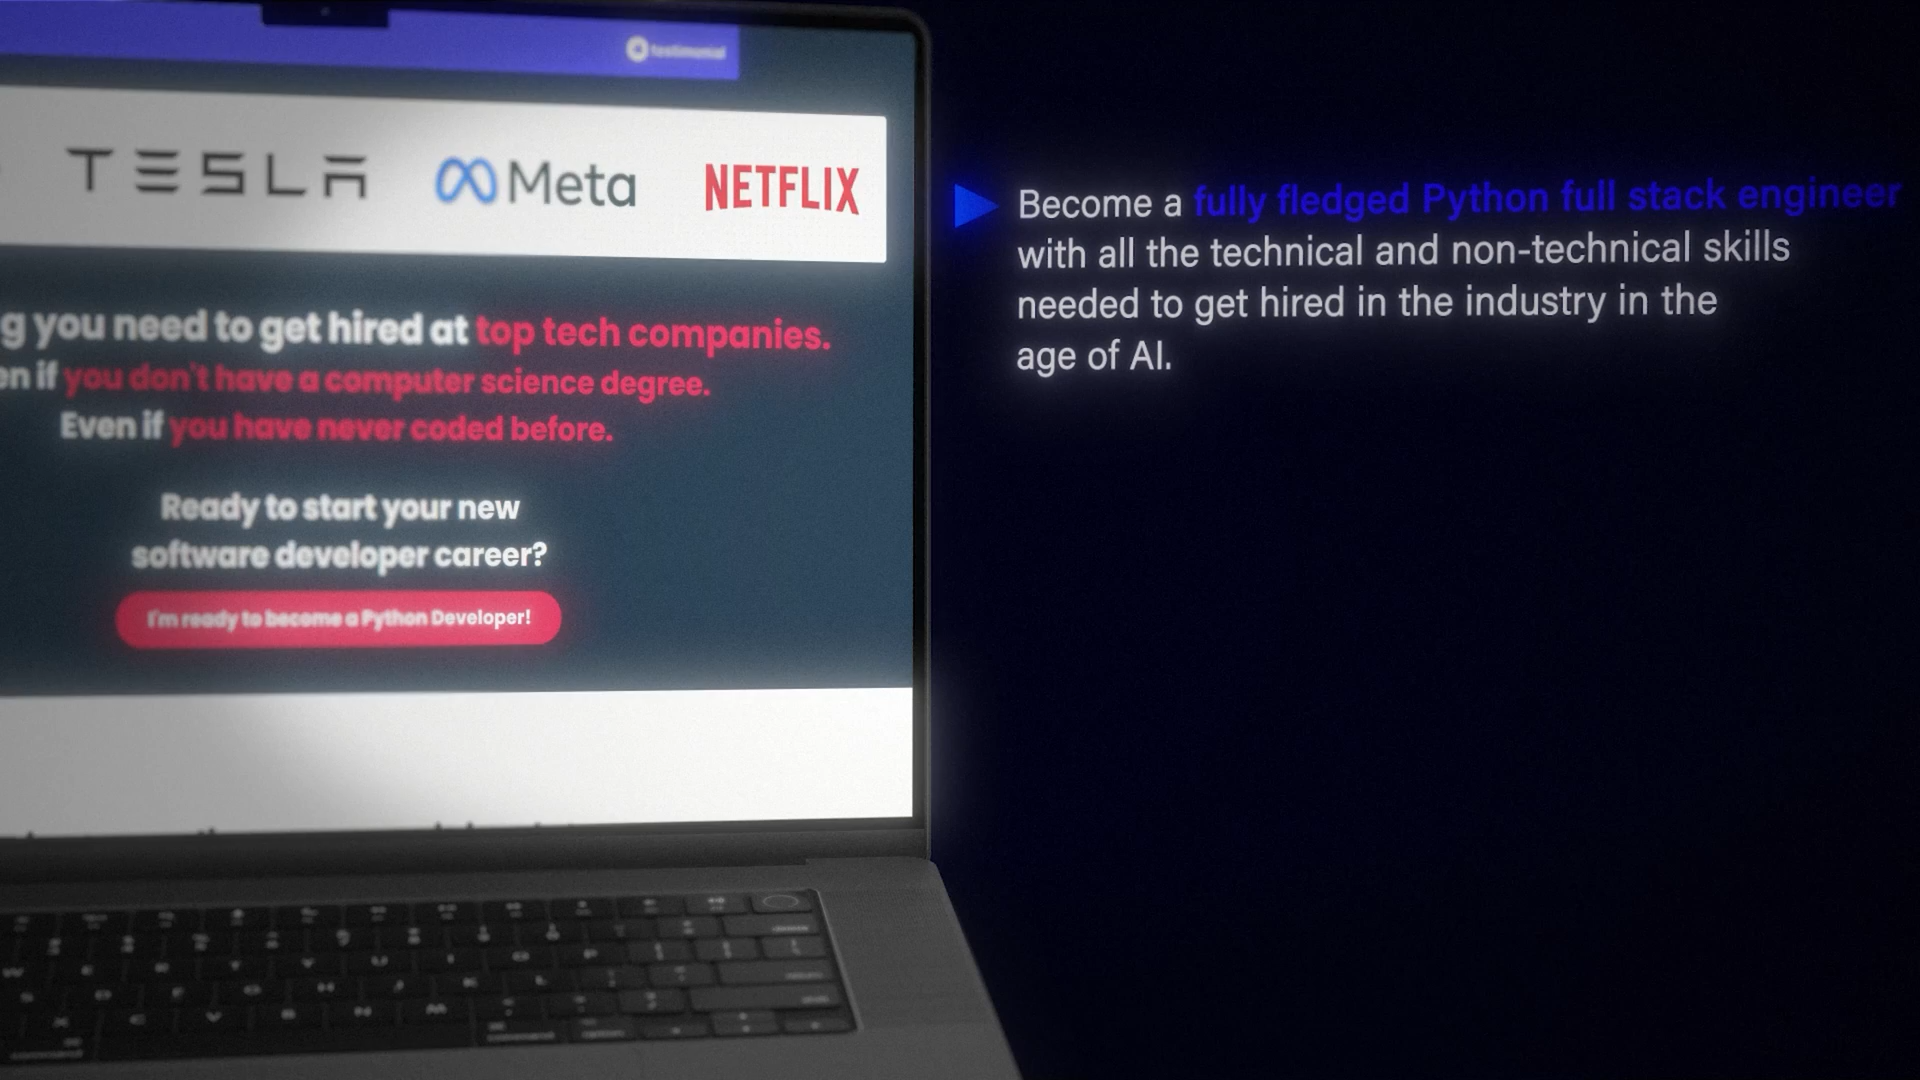 testimonial
TESLA
Meta
NETFLIX
g you need to get hired at top tech companies.
en if you don't have a computer science degree.
Even if you have never coded before.
Ready to start your new
software developer career?
I'm ready to become a Python Developer!
Become a fully fledged Python full stack engineer
with all the technical and non-technical skills
needed to get hired in the industry in the
age of AI.